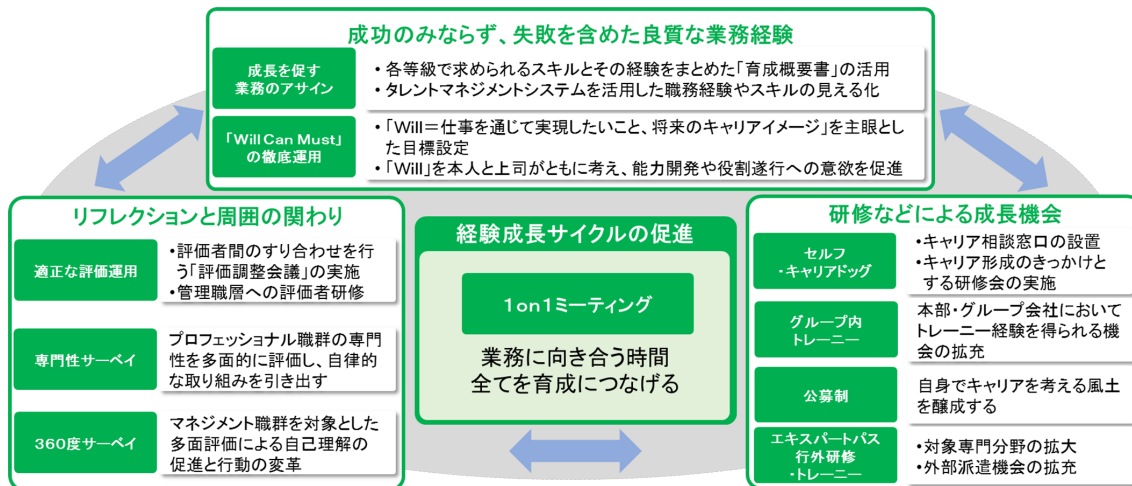 成功のみならず、失敗を含めた良質な業務経験
成長を促す
業務のアサイン
・各等級で求められるスキルとその経験をまとめた「育成概要書」の活用
・タレントマネジメントシステムを活用した職務経験やスキルの見える化
「Will Can Must」
の徹底運用
・「Will＝仕事を通じて実現したいこと、将来のキャリアイメージ」を主眼とし
た目標設定
・「Will」を本人と上司がともに考え、能力開発や役割遂行への意欲を促進
リフレクションと周囲の関わり
適正な評価運用
・評価者間のすり合わせを行
う「評価調整会議」の実施
・管理職層への評価者研修
専門性サーベイ
プロフェッショナル職群の専門
性を多面的に評価し、自律的
な取り組みを引き出す
360度サーベイ
マネジメント職群を対象とした
多面評価による自己理解の
促進と行動の変革
経験成長サイクルの促進
1on1ミーティング
業務に向き合う時間
全てを育成につなげる
研修などによる成長機会
セルフ
・キャリアドッグ
・キャリア相談窓口の設置
・キャリア形成のきっかけと
する研修会の実施
グループ内
トレーニー
本部・グループ会社において
トレーニー経験を得られる機
会の拡充
公募制
自身でキャリアを考える風土
を醸成する
エキスパートパス
行外研修
・トレーニー
・対象専門分野の拡大
・外部派遣機会の拡充